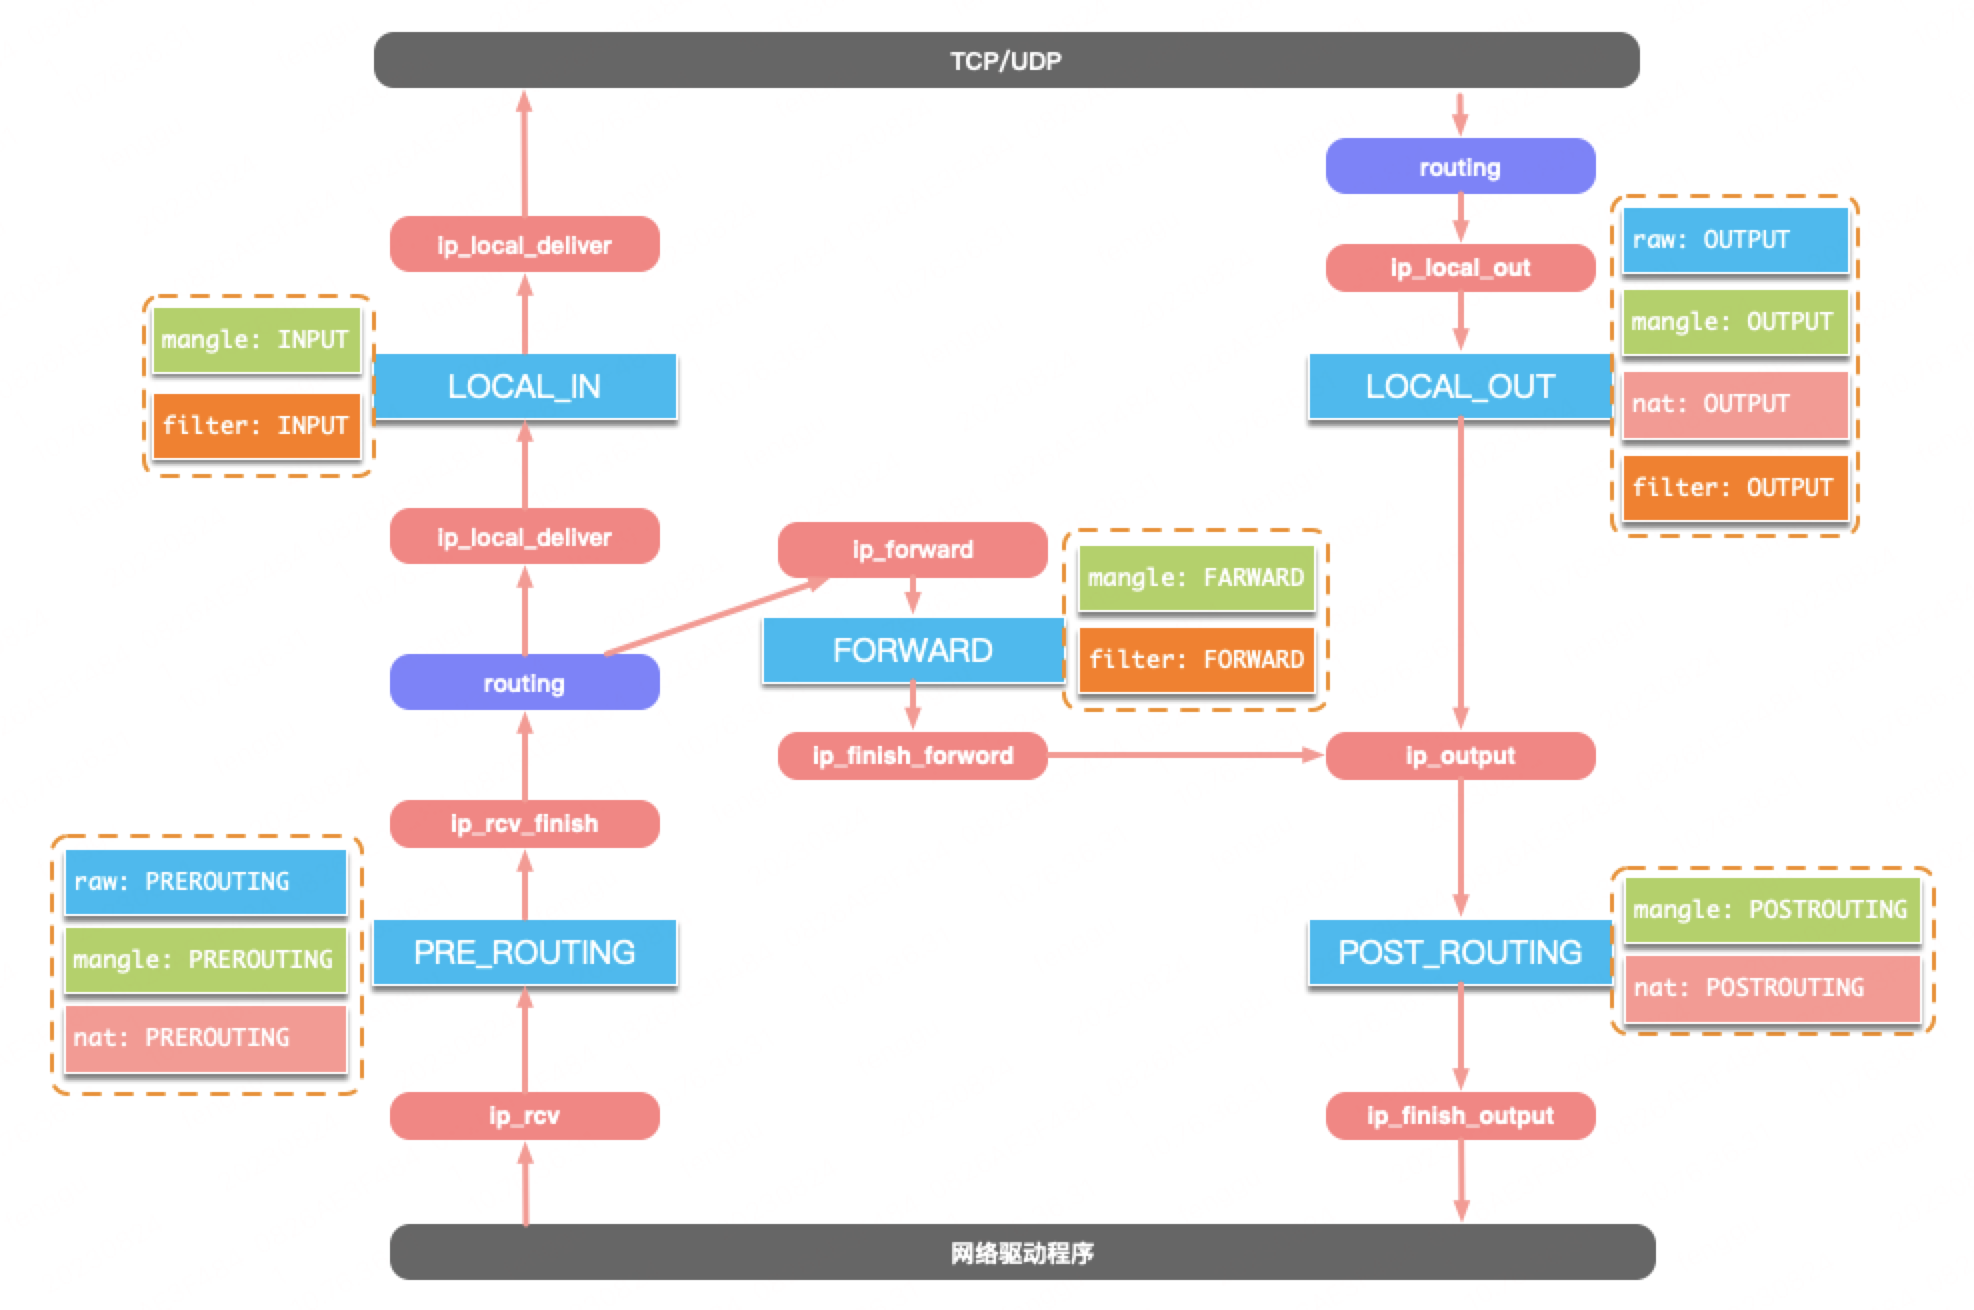 TCP/UDP
routing
raw: OUTPUT
ip_local_deliver
ip_local_out
mangle: OUTPUT
mangle: INPUT
LOCAL_IN
LOCAL_OUT
nat: OUTPUT
filter: INPUT
filter: OUTPUT
ip_local_deliver
ip_forward
mangle: FARWARD
FORWARD
filter: FORWARD
routing
ip_finish_forword
ip_output
ip_rcv_finish
raw: PREROUTING
mangle: POSTROUTING
PRE_ROUTING
POST_ROUTING
mangle: PREROUTING
nat: POSTROUTING
nat: PREROUTING
ip_rcv
ip_finish_output
网络驱动程序